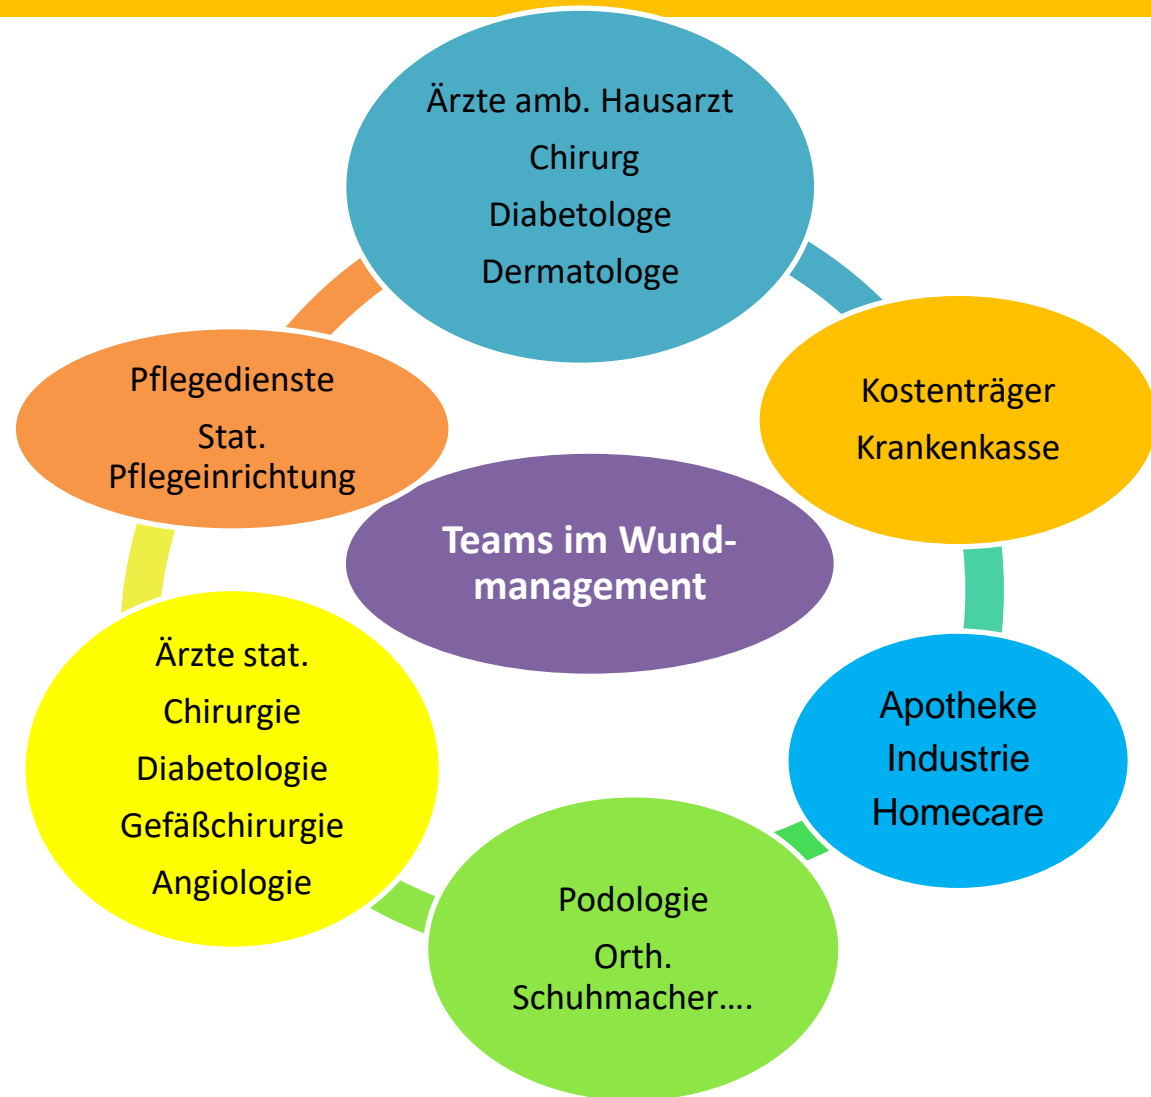 Ärzte amb. Hausarzt
Chirurg
Diabetologe
Dermatologe
Kostenträger
Krankenkasse
Apotheke
Industrie
Homecare
Podologie
Orth.
Schuhmacher....
Ärzte stat.
Chirurgie
Diabetologie
Gefäßchirurgie
Angiologie
Pflegedienste
Stat.
Pflegeinrichtung
Teams im Wund-
management